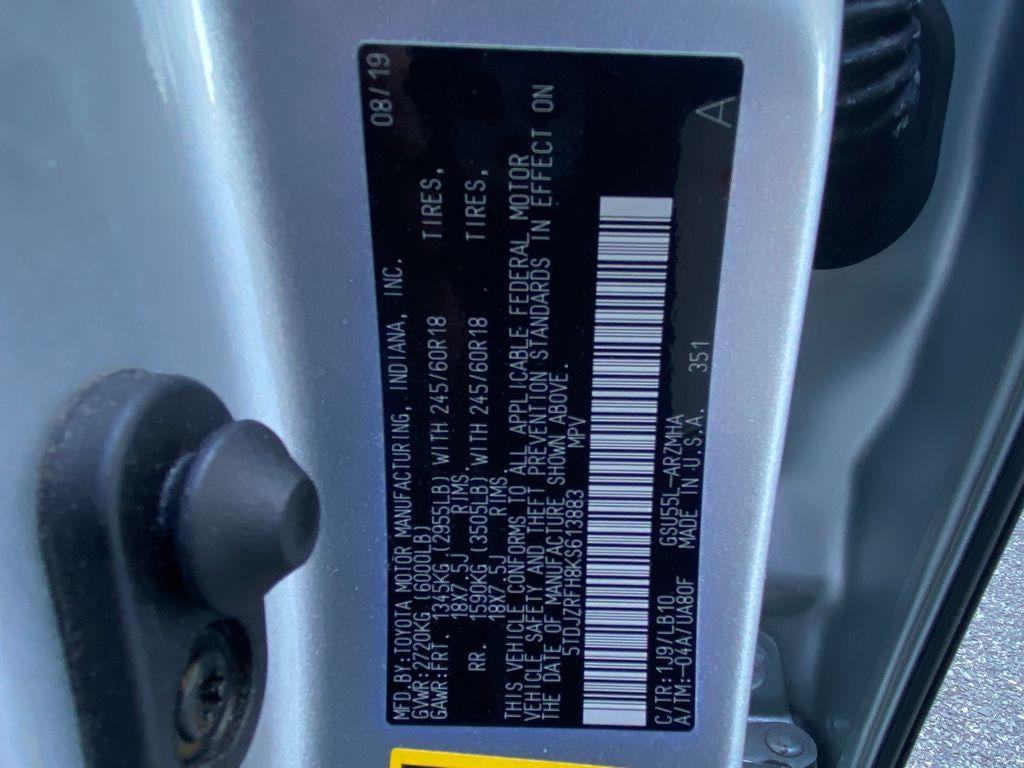 MFD.BY:TOYOTA MOTOR MANUFACTURING, INDIANA, INC. 08/19
GVWR:2720KG (6000LB)
GAWR:FRT. 1345KG (2955LB) WITH 245/60R18 TIRES,
18X7.5J RIMS.
RR. 1590KG (3505LB) WITH 245/60R18 TIRES,
18X7.5J RIMS
THIS VEHICLE CONFORMS TO ALL APPLICABLE FEDERAL MOTOR
VEHICLE SAFETY AND THEFT PREVENTION STANDARDS IN EFFECT ON
THE DATE OF MANUFACTURE SHOWN ABOVE.
5TDJZRFH8KS613883 MPV
C/TR:1J9/LB10 GSU55L-ARZMHA
A/TM:-04A/UA80F MADE IN U.S.A. 351 A